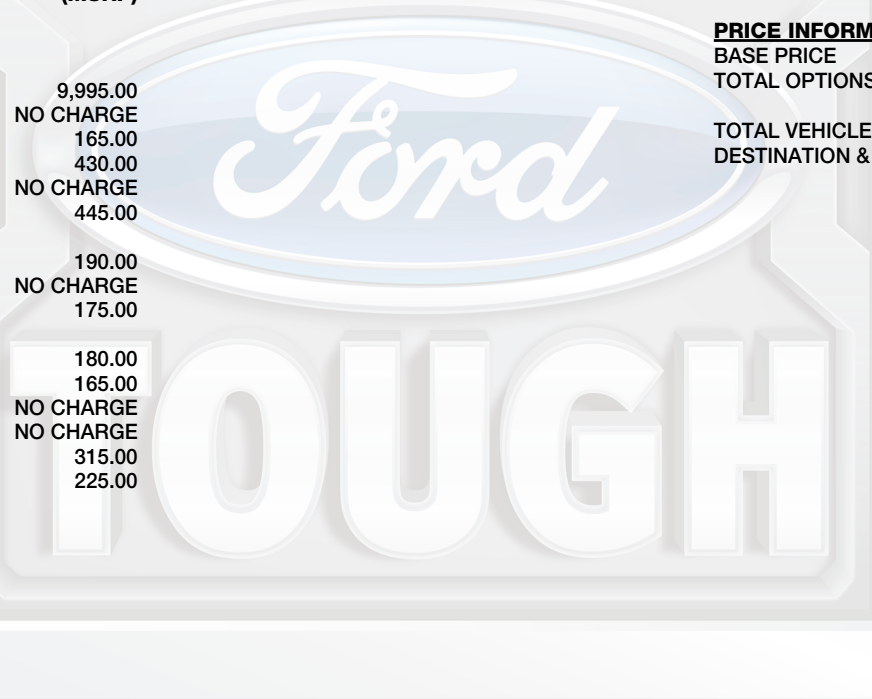 (MSRP)
9,995.00
NO CHARGE
165.00
430.00
NO CHARGE
445.00
190.00
NO CHARGE
175.00
180.00
165.00
NO CHARGE
NO CHARGE
315.00
225.00
PRICE INFORM
BASE PRICE
TOTAL OPTIONS
TOTAL VEHICLE
DESTINATION &
Ford
TOUGH